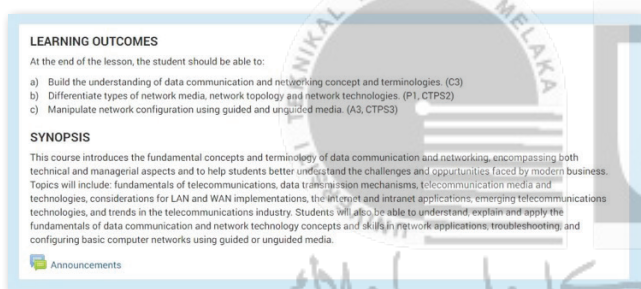 LEARNING OUTCOMES
At the end of the lesson, the student should be able to:
a) Build the understanding of data communication and networking concept and terminologies. (C3)
b) Differentiate types of network media, network topology and network technologies. (P1, CTPS2)
c) Manipulate network configuration using guided and unguided media. (A3, CTPS3)
SYNOPSIS
This course introduces the fundamental concepts and terminology of data communication and networking, encompassing both
technical and managerial aspects and to help students better understand the challenges and opportunities faced by modern business.
Topics will include: fundamentals of telecommunications, data transmission mechanisms, telecommunication media and
technologies, considerations for LAN and WAN implementations, the internet and intranet applications, emerging telecommunications
technologies, and trends in the telecommunications industry. Students will also be able to understand, explain and apply the
fundamentals of data communication and network technology concepts and skills in network applications, troubleshooting, and
configuring basic computer networks using guided or unguided media.
Announcements
TEKNIKAL
MELAKA